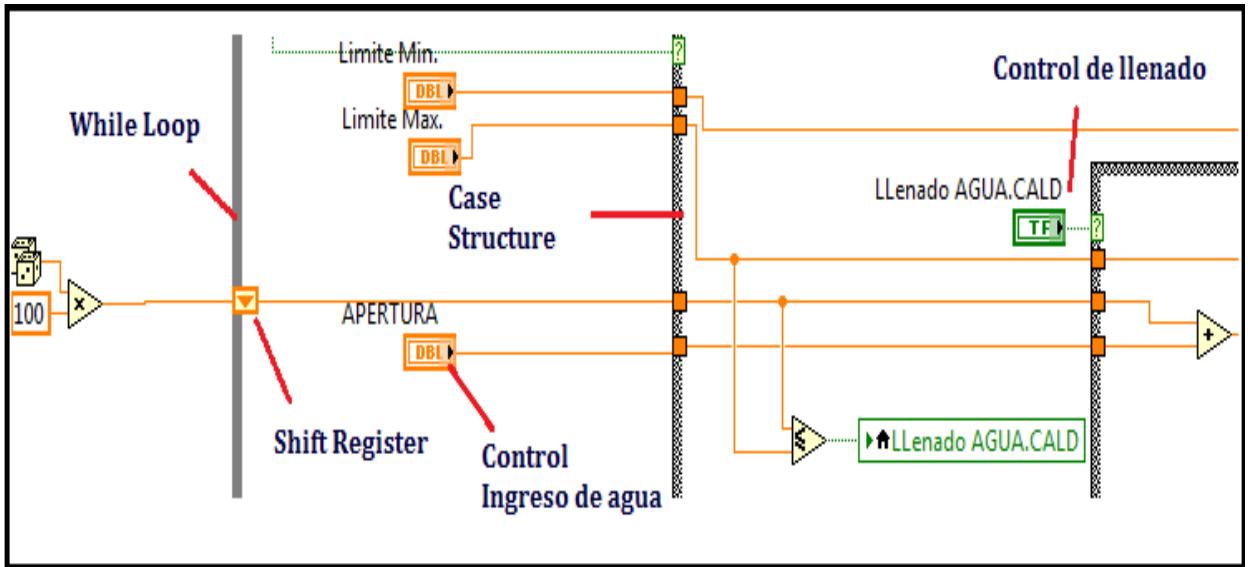 Limite Min.
?
DBL
Control de llenado
While Loop
Limite Max.
DBL
Case
Structure
LLenado AGUA.CALD
TF
?
100
x
APERTURA
DBL
+
Shift Register
Control
Ingreso de agua
LLenado AGUA.CALD